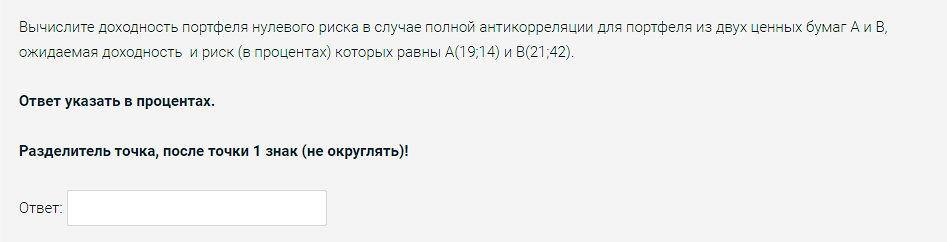 Вычислите доходность портфеля нулевого риска в случае полной антикорреляции для портфеля из двух ценных бумаг А и В,
ожидаемая доходность и риск (в процентах) которых равны А(19;14) и В(21;42).
Ответ указать в процентах.
Разделитель точка, после точки 1 знак (не округлять)!
Ответ: